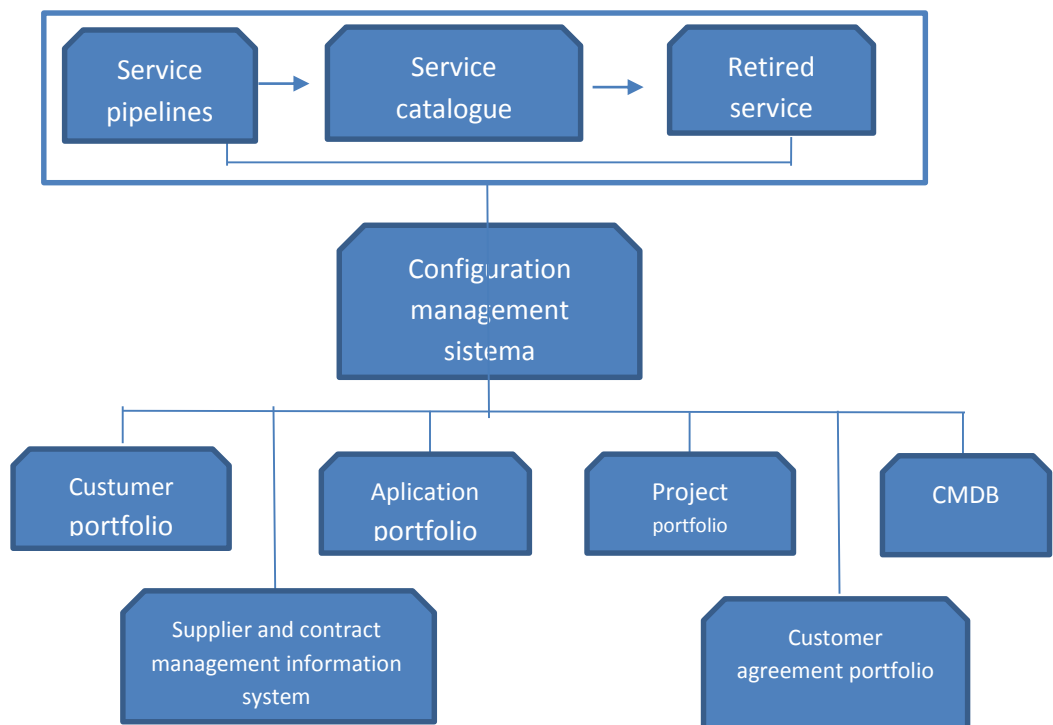 Service
pipelines
Service
catalogue
Retired
service
Configuration
management
sistema
Custumer
portfolio
Aplication
portfolio
Project
portfolio
CMDB
Supplier and contract
management information
system
Customer
agreement portfolio